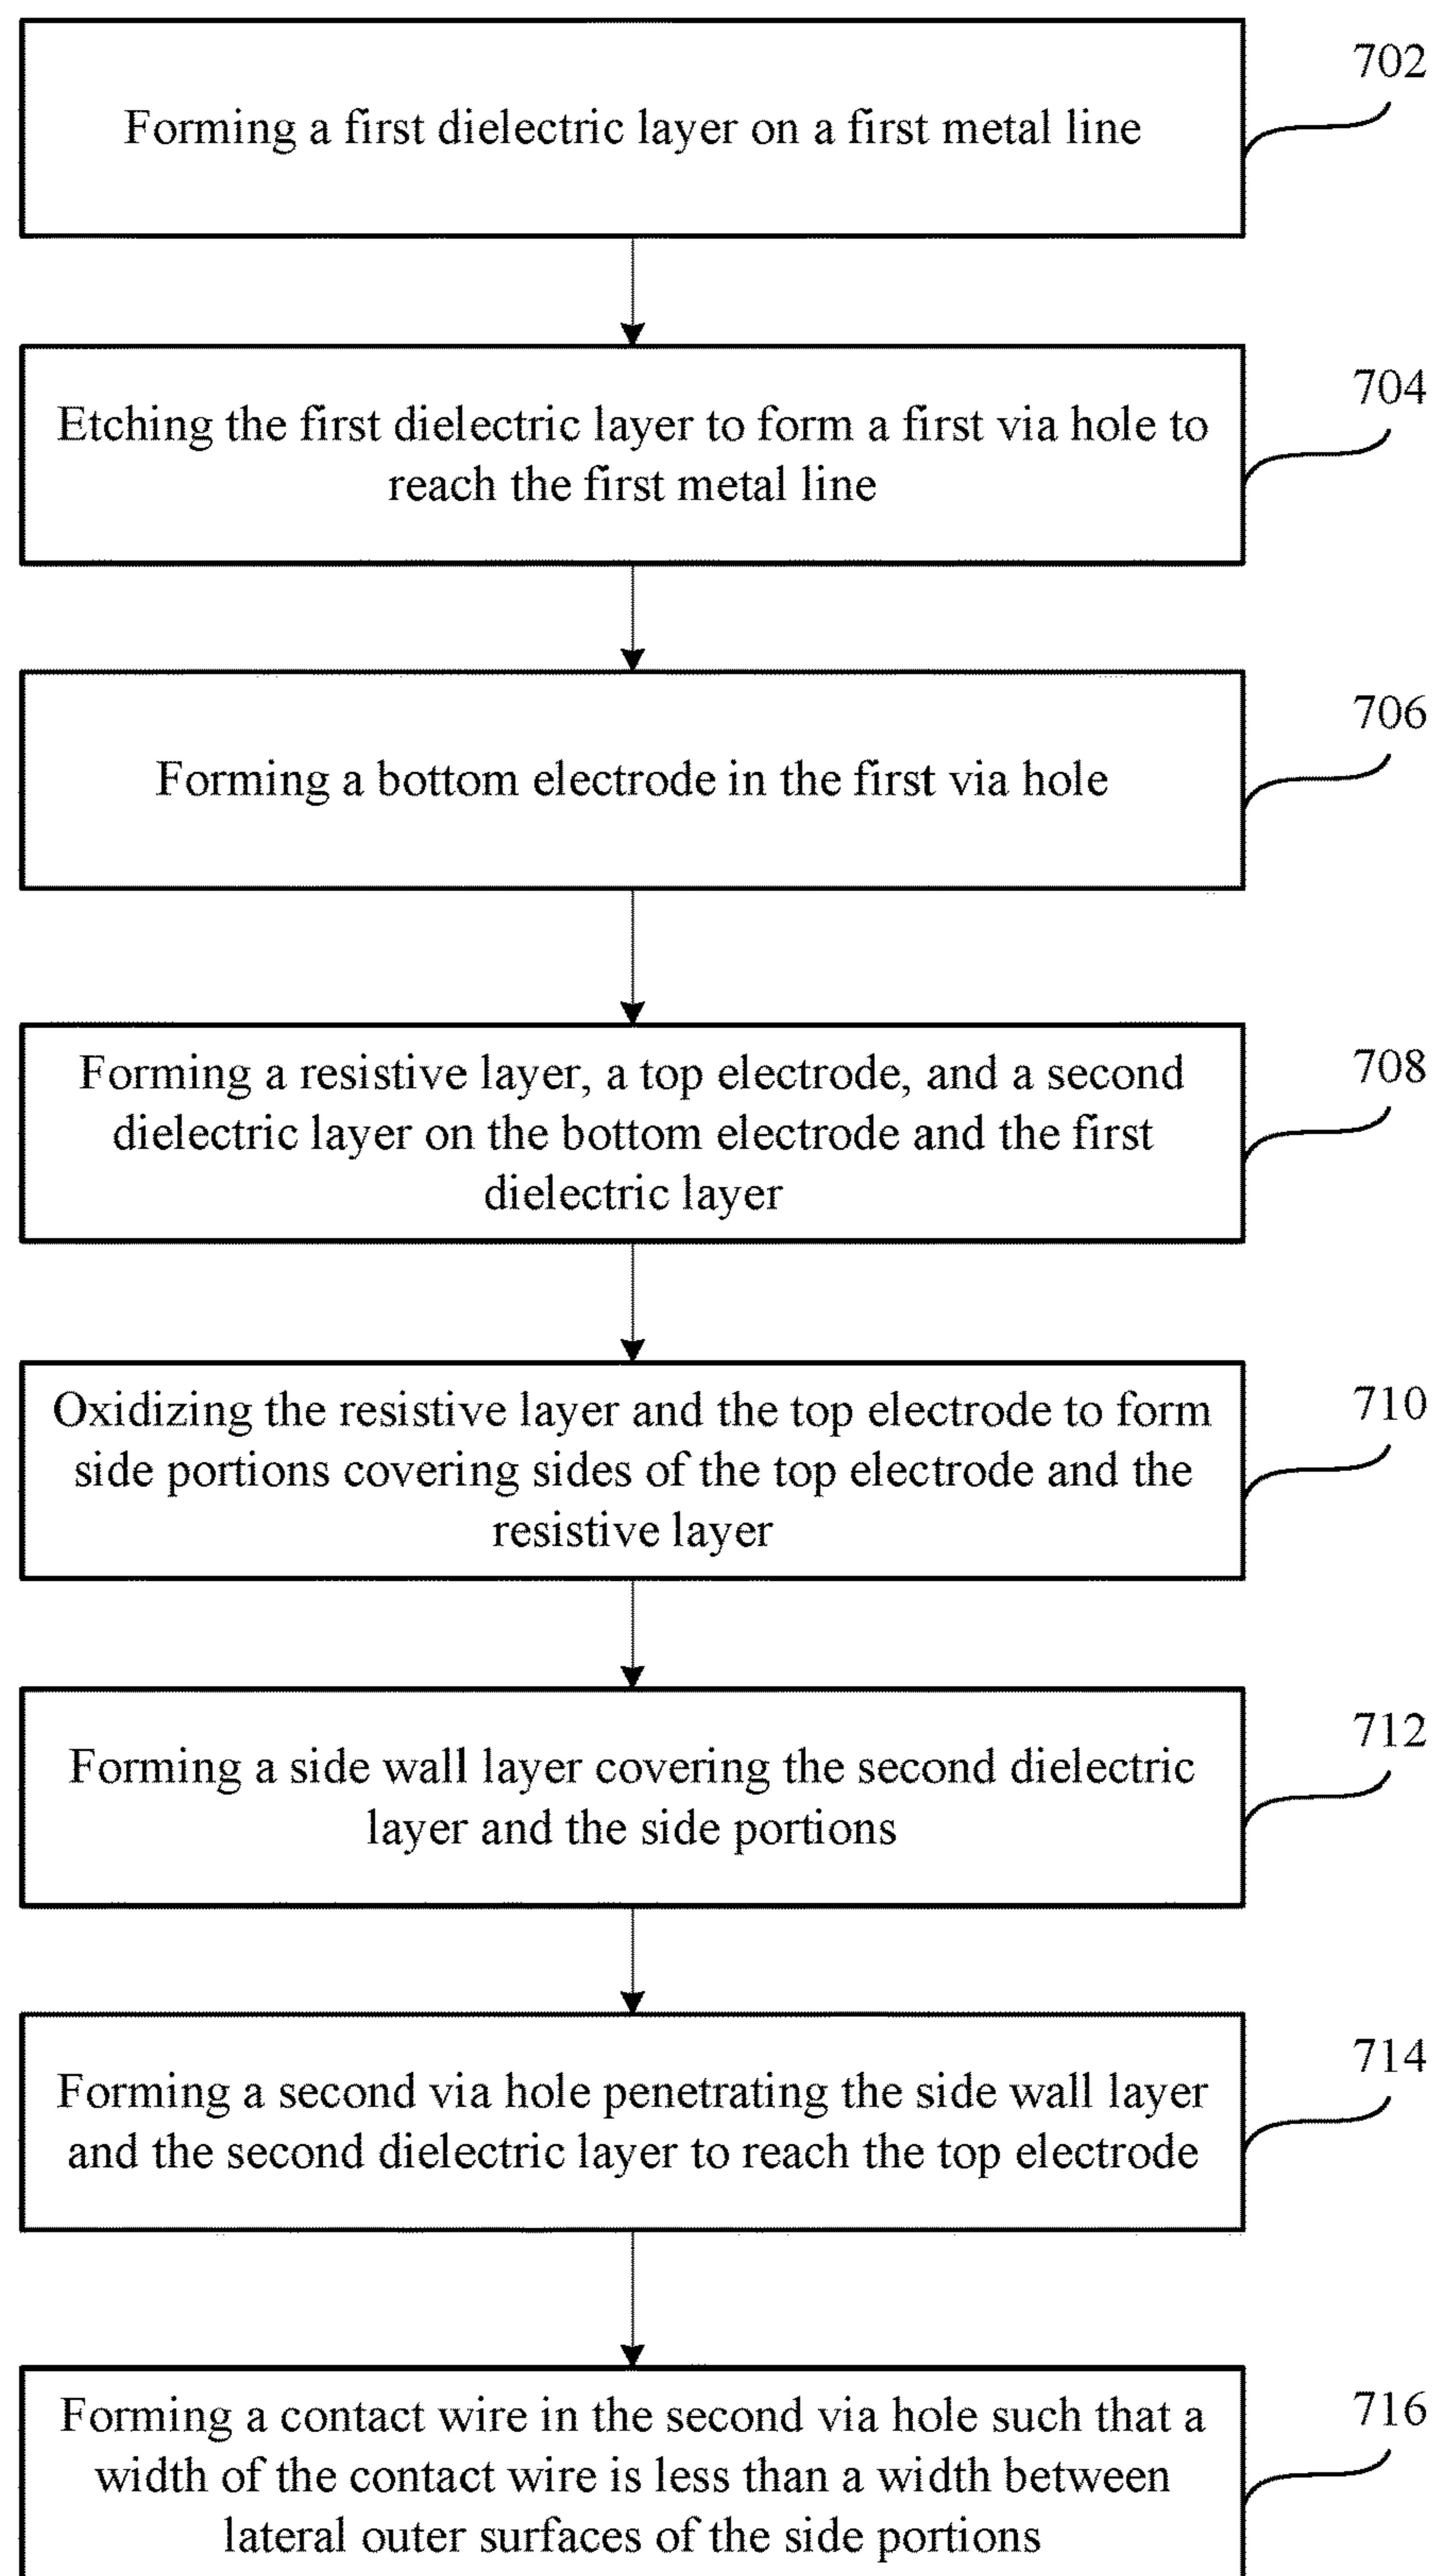 702
Forming a first dielectric layer on a first metal line
704
Etching the first dielectric layer to form a first via hole to
reach the first metal line
706
Forming a bottom electrode in the first via hole
708
Forming a resistive layer, a top electrode, and a second
dielectric layer on the bottom electrode and the first
dielectric layer
710
Oxidizing the resistive layer and the top electrode to form
side portions covering sides of the top electrode and the
resistive layer
712
Forming a side wall layer covering the second dielectric
layer and the side portions
714
Forming a second via hole penetrating the side wall layer
and the second dielectric layer to reach the top electrode
716
Forming a contact wire in the second via hole such that a
width of the contact wire is less than a width between
lateral outer surfaces of the side portions